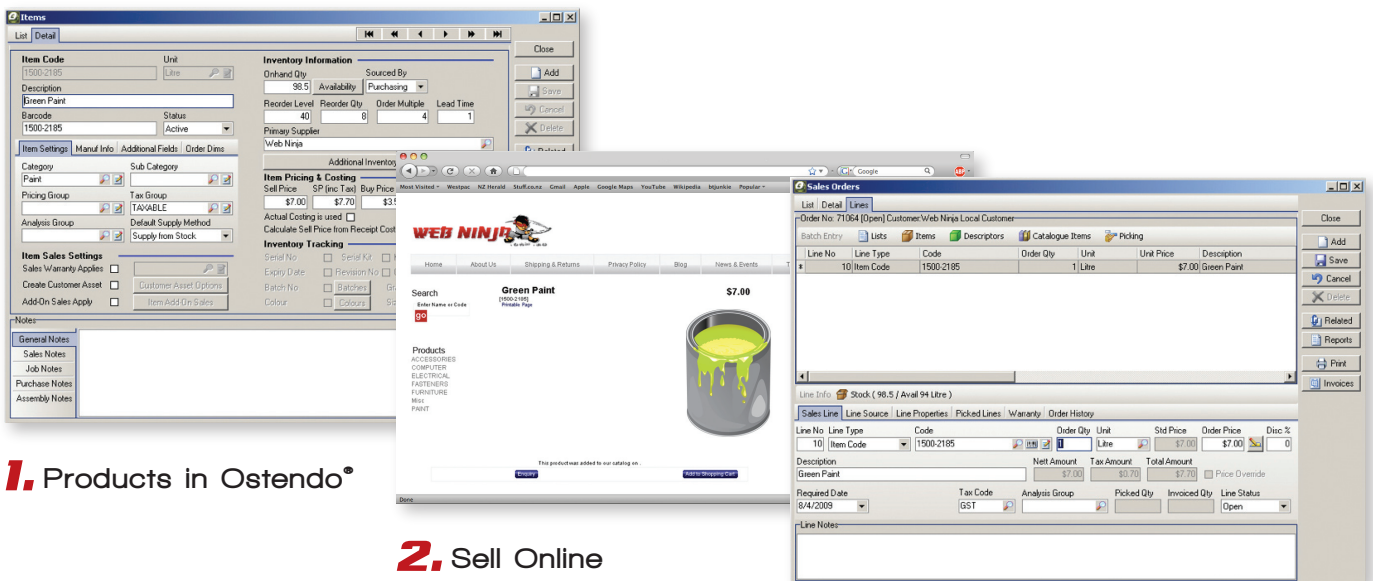 Items
List Detail
Close
Item Code Unit
1500-2185 Litre
Description
Green Paint
Barcode Status
1500-2185 Active
Item Settings Manuf Info Additional Fields Order Dims
Category Sub Category
Paint
Pricing Group Tax Group
TAXABLE
Analysis Group Default Supply Method
Supply from Stock
Item Sales Settings
Sales Warranty Applies
Create Customer Asset Customer Asset Options
Add-On Sales Apply Item Add-On Sales
Inventory Information
Onhand Qty Sourced By
98.5 Availability Purchasing
Reorder Level Reorder Qty Order Multiple Lead Time
40 8 4 1
Primary Supplier
Web Ninja
Additional Inventory
Item Pricing & Costing
Sell Price SP (inc Tax) Buy Price
$7.00 $7.70 $3.5
Actual Costing is used
Calculate Sell Price from Receipt Cost
Inventory Tracking
Serial No Serial Kit
Expiry Date Revision No
Batch No Batches Gra
Colour Colours Siz
Add
Save
Cancel
Delete
Related
Notes
General Notes
Sales Notes
Job Notes
Purchase Notes
Assembly Notes
1. Products in Ostendo®
Google
Most Visited Westpac NZ Herald Stuff.co.nz Gmail Apple Google Maps YouTube Wikipedia btjunkie Popular
WEB NINJA
Home About Us Shipping & Returns Privacy Policy Blog News & Events T
Search
Enter Name or Code
go
Green Paint $7.00
[1500-2185]
Printable Page
Products
ACCESSORIES
COMPUTER
ELECTRICAL
FASTENERS
FURNITURE
Misc
PAINT
This product was added to our catalog on .
Enquiry Add to Shopping Cart
Done
2. Sell Online
Sales Orders
List Detail Lines
Order No: 71064 [Open] Customer:Web Ninja Local Customer
Batch Entry Lists Items Descriptors Catalogue Items Picking
Line No Line Type Code Order Qty Unit Unit Price Description
10 Item Code 1500-2185 1 Litre $7.00 Green Paint
Close
Add
Save
Cancel
Delete
Related
Reports
Print
Invoices
Line Info Stock ( 98.5 / Avail 94 Litre )
Sales Line Line Source Line Properties Picked Lines Warranty Order History
Line No Line Type Code Order Qty Unit Std Price Order Price Disc %
10 Item Code 1500-2185 1 Litre $7.00 $7.00 0
Description Nett Amount Tax Amount Total Amount
Green Paint $7.00 $0.70 $7.70 Price Override
Required Date Tax Code Analysis Group Picked Qty Invoiced Qty Line Status
8/4/2009 GST Open
Line Notes